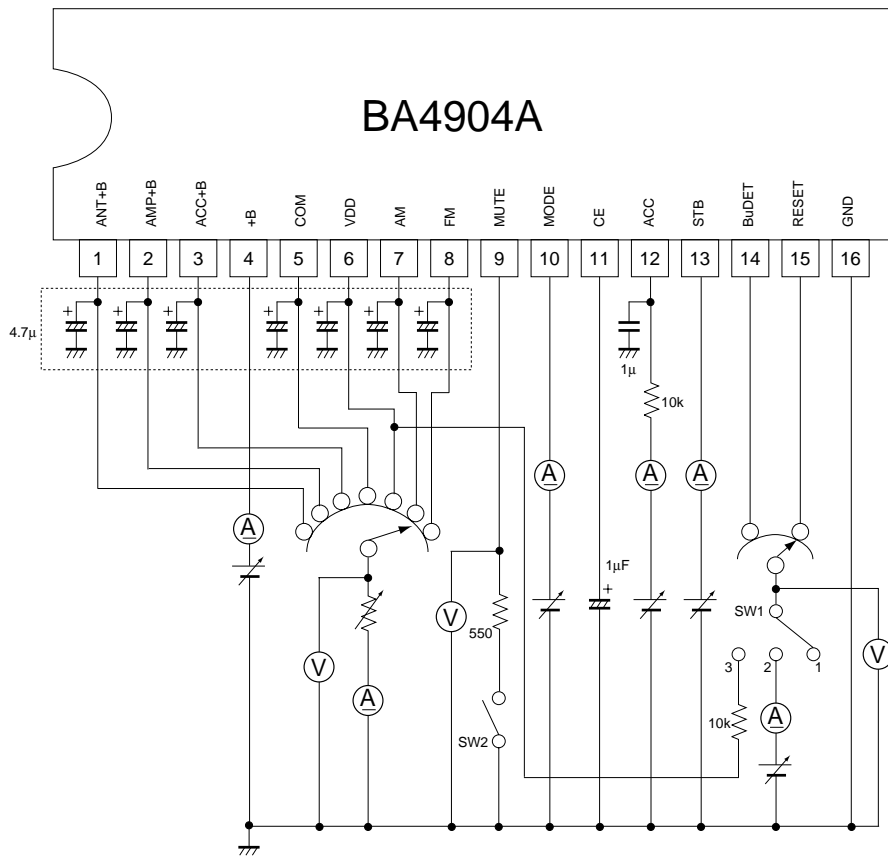 BA4904A
ANT+B
AMP+B
ACC+B
+B
COM
VDD
AM
FM
MUTE
MODE
CE
ACC
STB
BuDET
RESET
GND
1 2 3 4 5 6 7 8 9 10 11 12 13 14 15 16
+ + + + + + +
4.7μ
1μ
10k
A A A
A
1μF
+
SW1
V
550
V
V
3 2 1
A
A
10k
SW2